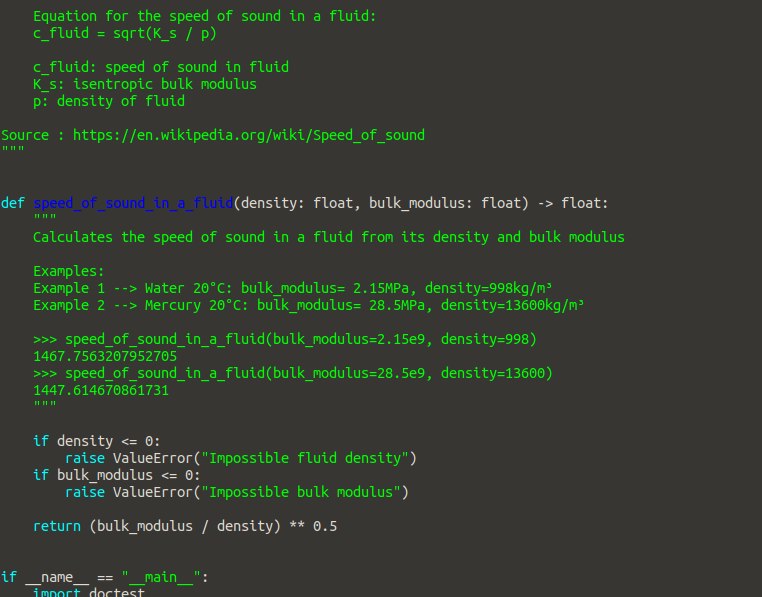 Equation for the speed of sound in a fluid:
c_fluid = sqrt(K_s / p)
c_fluid: speed of sound in fluid
K_s: isentropic bulk modulus
p: density of fluid
Source : https://en.wikipedia.org/wiki/Speed_of_sound
"""
def speed_of_sound_in_a_fluid(density: float, bulk_modulus: float) -> float:
"""
Calculates the speed of sound in a fluid from its density and bulk modulus
Examples:
Example 1 --> Water 20°C: bulk_modulus= 2.15MPa, density=998kg/m³
Example 2 --> Mercury 20°C: bulk_modulus= 28.5MPa, density=13600kg/m³
>>> speed_of_sound_in_a_fluid(bulk_modulus=2.15e9, density=998)
1467.7563207952705
>>> speed_of_sound_in_a_fluid(bulk_modulus=28.5e9, density=13600)
1447.614670861731
"""
if density <= 0:
raise ValueError("Impossible fluid density")
if bulk_modulus <= 0:
raise ValueError("Impossible bulk modulus")
return (bulk_modulus / density) ** 0.5
if __name__ == "__main__":
import doctest